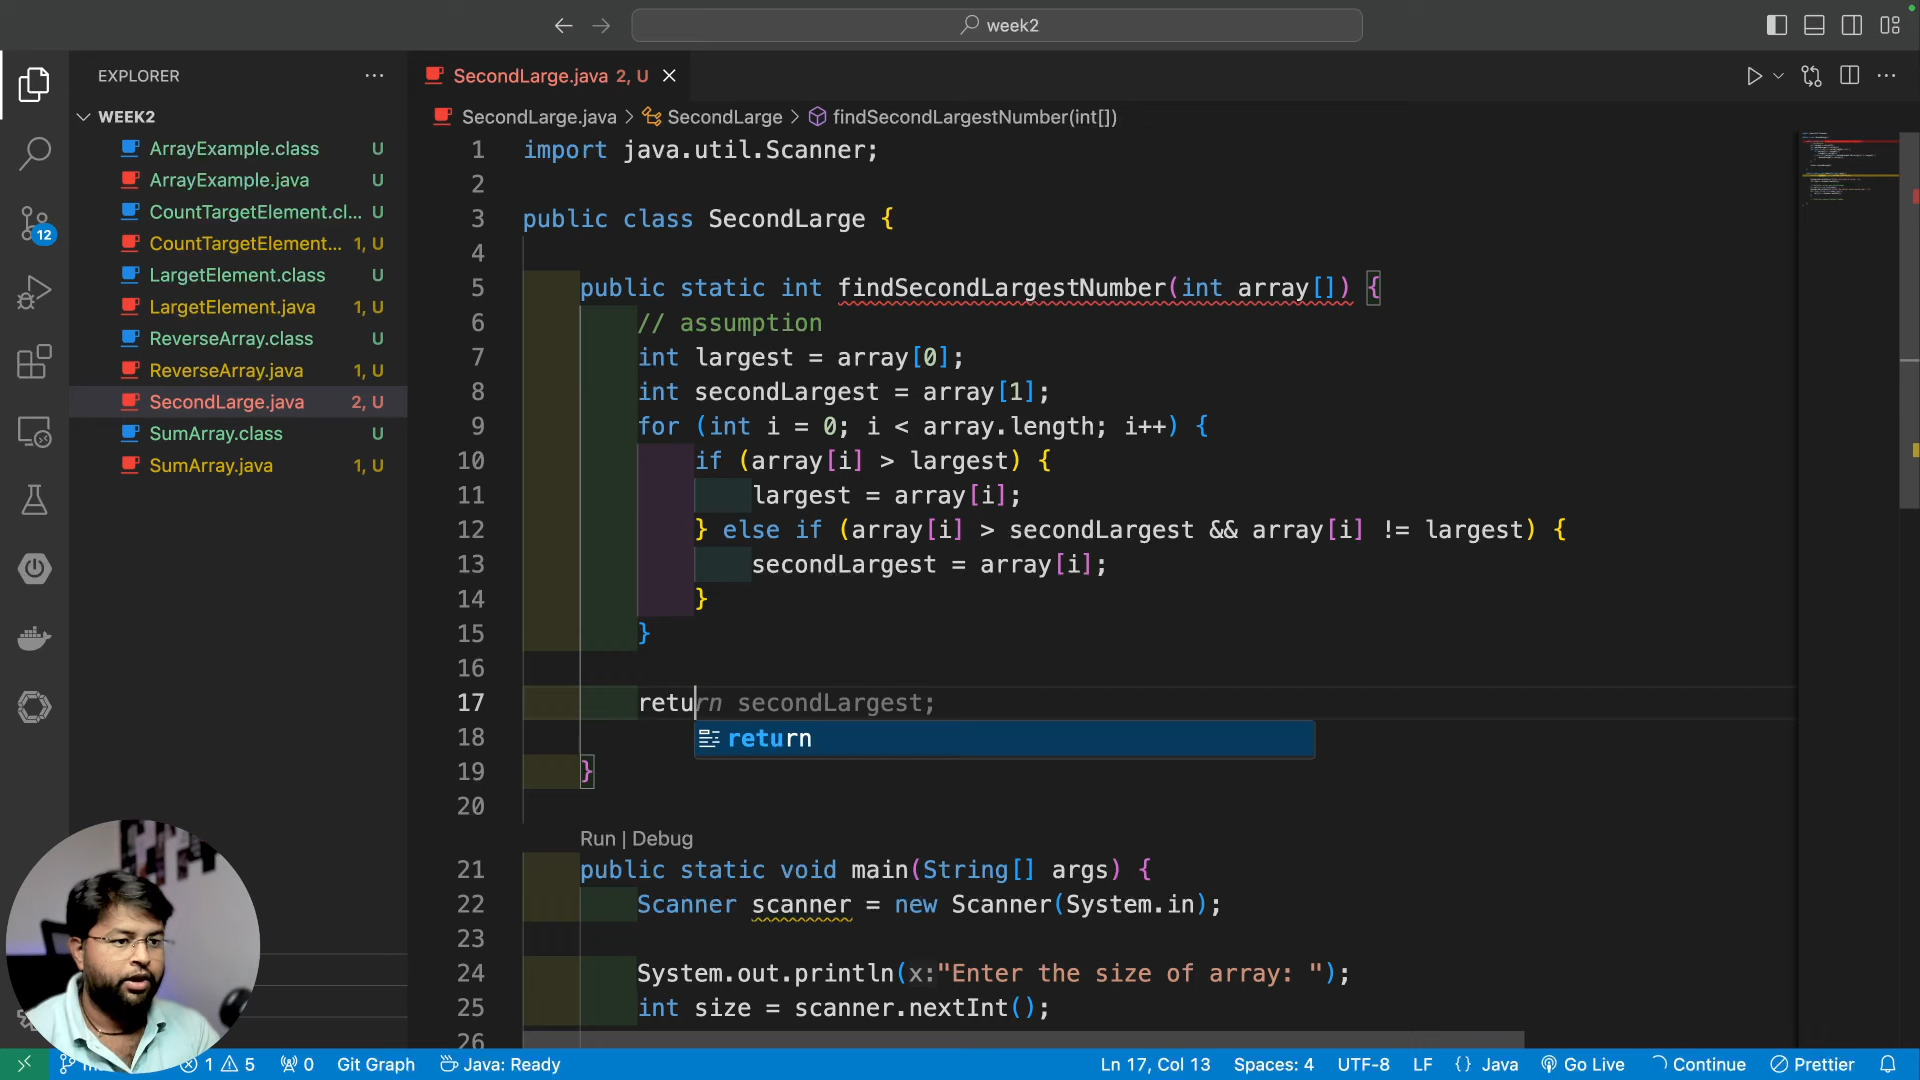 week2
EXPLORER
WEEK2
ArrayExample.class U
ArrayExample.java U
CountTargetElement.cl... U
CountTargetElement... 1, U
LargetElement.class U
LargetElement.java 1, U
ReverseArray.class U
ReverseArray.java 1, U
SecondLarge.java 2, U
SumArray.class U
SumArray.java 1, U
12
SecondLarge.java 2, U
SecondLarge.java > SecondLarge > findSecondLargestNumber(int[])
1 import java.util.Scanner;
2
3 public class SecondLarge {
4
5 public static int findSecondLargestNumber(int array[]) {
6 // assumption
7 int largest = array[0];
8 int secondLargest = array[1];
9 for (int i = 0; i < array.length; i++) {
10 if (array[i] > largest) {
11 largest = array[i];
12 } else if (array[i] > secondLargest && array[i] != largest) {
13 secondLargest = array[i];
14 }
15 }
16
17 return secondLargest;
18 return
19 }
20
Run | Debug
21 public static void main(String[] args) {
22 Scanner scanner = new Scanner(System.in);
23
24 System.out.println(x:"Enter the size of array: ");
25 int size = scanner.nextInt();
26
1 5 0 Git Graph Java: Ready Ln 17, Col 13 Spaces: 4 UTF-8 LF {} Java Go Live Continue Prettier